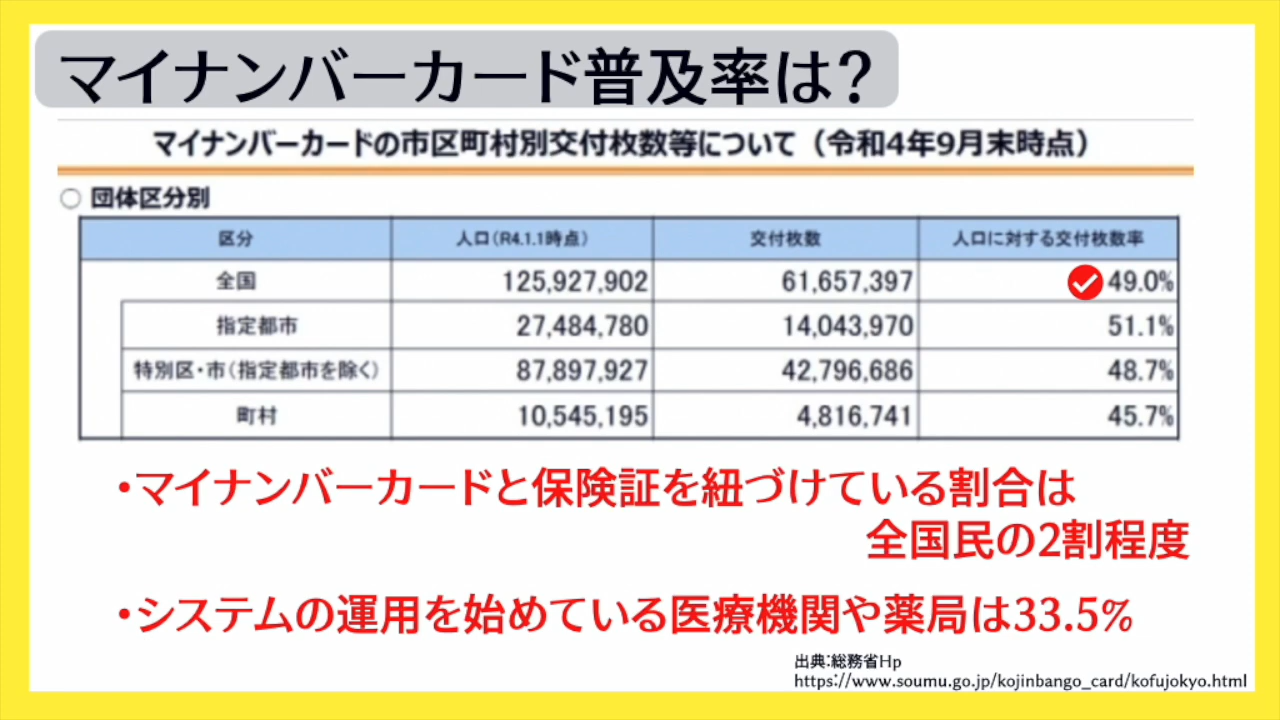 マイナンバーカード普及率は?
マイナンバーカードの市区町村別交付枚数等について(令和4年9月末時点)
○ 団体区分別
区分 人口(R4.1.1時点) 交付枚数 人口に対する交付枚数率
全国 125,927,902 61,657,397 49.0%
指定都市 27,484,780 14,043,970 51.1%
特別区・市(指定都市を除く) 87,897,927 42,796,686 48.7%
町村 10,545,195 4,816,741 45.7%
・マイナンバーカードと保険証を紐づけている割合は
全国民の2割程度
・システムの運用を始めている医療機関や薬局は33.5%
出典:総務省Hp
https://www.soumu.go.jp/kojinbango_card/kofujokyo.html